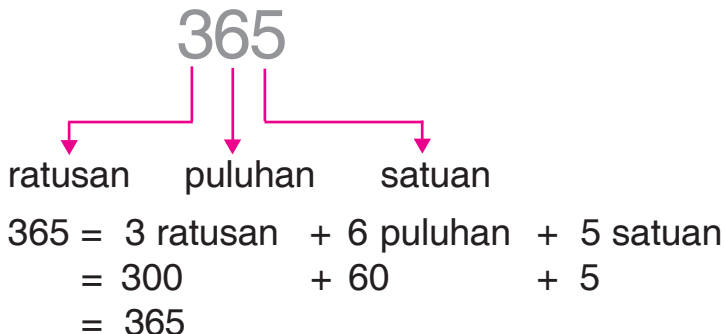 365
ratusan puluhan satuan
365 = 3 ratusan + 6 puluhan + 5 satuan
= 300 + 60 + 5
= 365